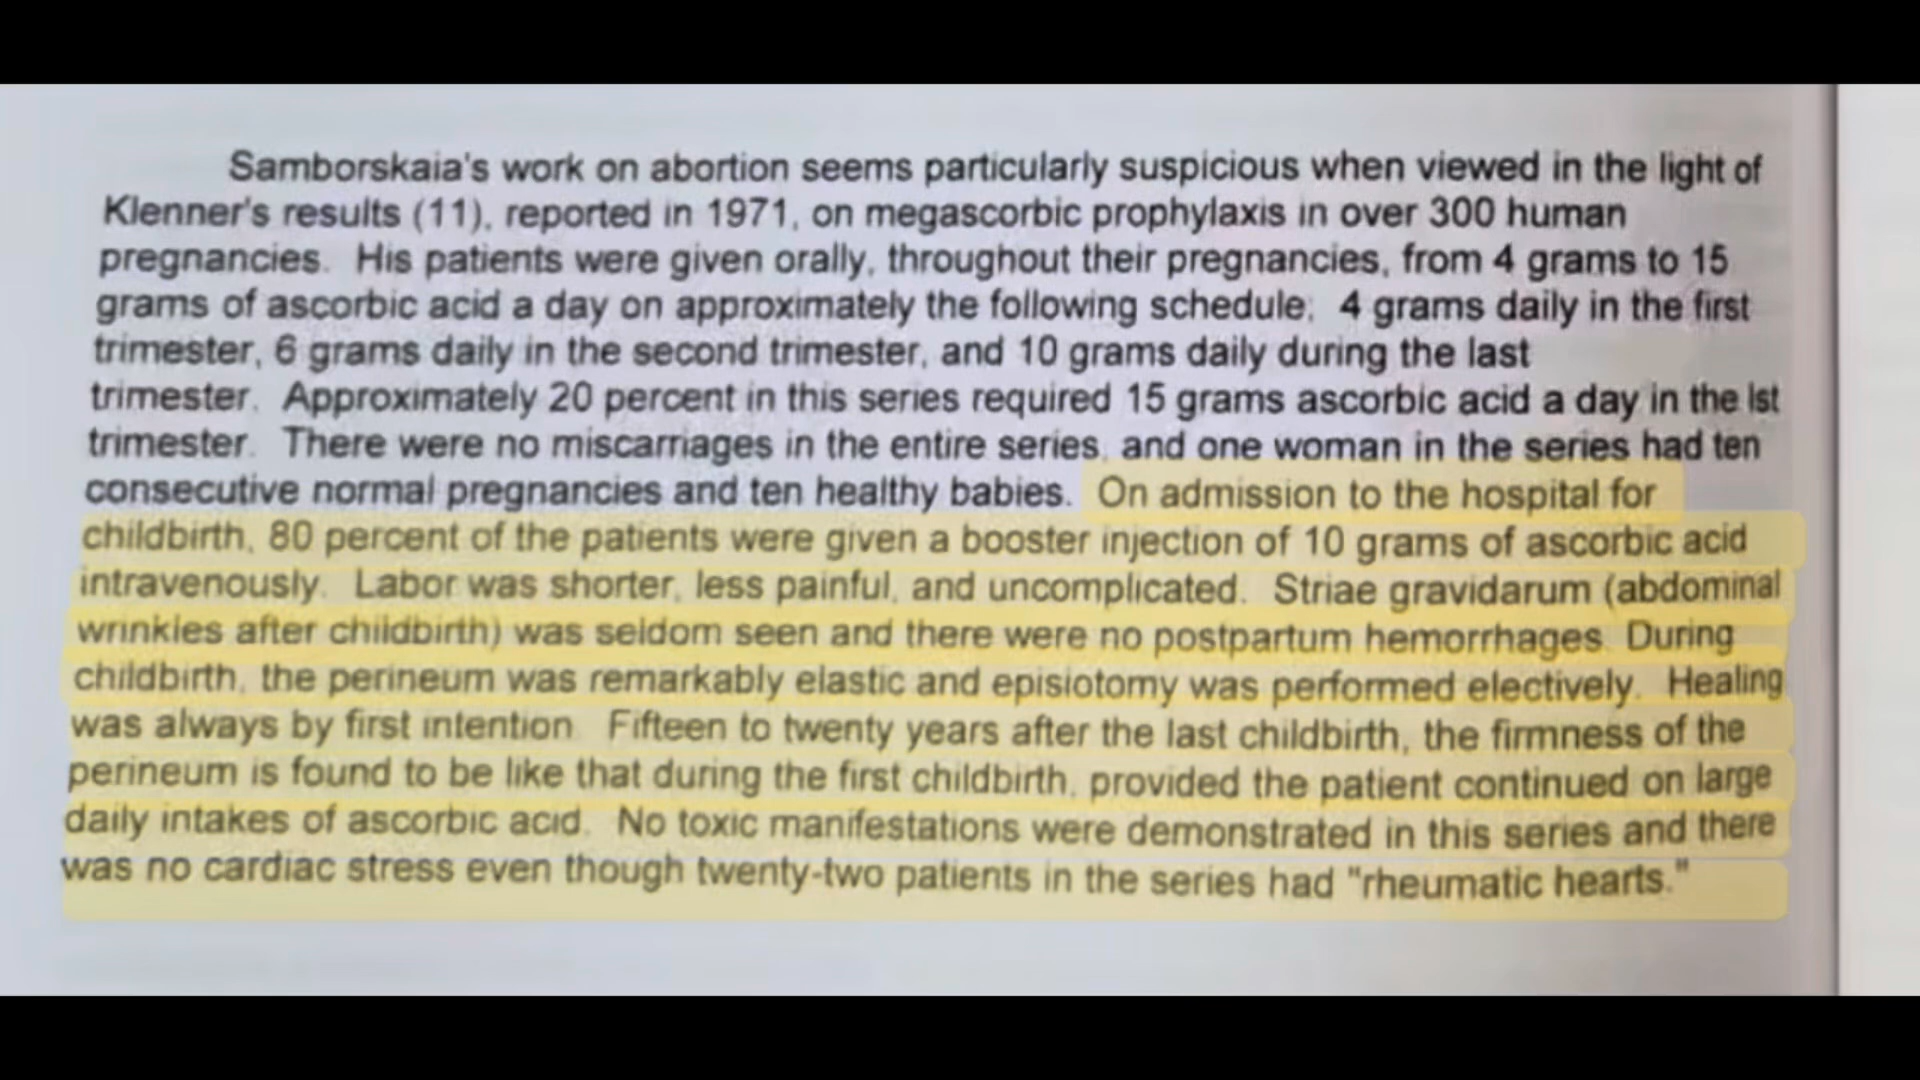 Samborskaia's work on abortion seems particularly suspicious when viewed in the light of
Klenner's results (11), reported in 1971, on megascorbic prophylaxis in over 300 human
pregnancies. His patients were given orally, throughout their pregnancies, from 4 grams to 15
grams of ascorbic acid a day on approximately the following schedule: 4 grams daily in the first
trimester, 6 grams daily in the second trimester, and 10 grams daily during the last
trimester. Approximately 20 percent in this series required 15 grams ascorbic acid a day in the lst
trimester. There were no miscarriages in the entire series, and one woman in the series had ten
consecutive normal pregnancies and ten healthy babies. On admission to the hospital for
childbirth, 80 percent of the patients were given a booster injection of 10 grams of ascorbic acid
intravenously. Labor was shorter, less painful, and uncomplicated. Striae gravidarum (abdominal
wrinkles after childbirth) was seldom seen and there were no postpartum hemorrhages. During
childbirth, the perineum was remarkably elastic and episiotomy was performed electively. Healing
was always by first intention. Fifteen to twenty years after the last childbirth, the firmness of the
perineum is found to be like that during the first childbirth, provided the patient continued on large
daily intakes of ascorbic acid. No toxic manifestations were demonstrated in this series and there
was no cardiac stress even though twenty-two patients in the series had "rheumatic hearts."